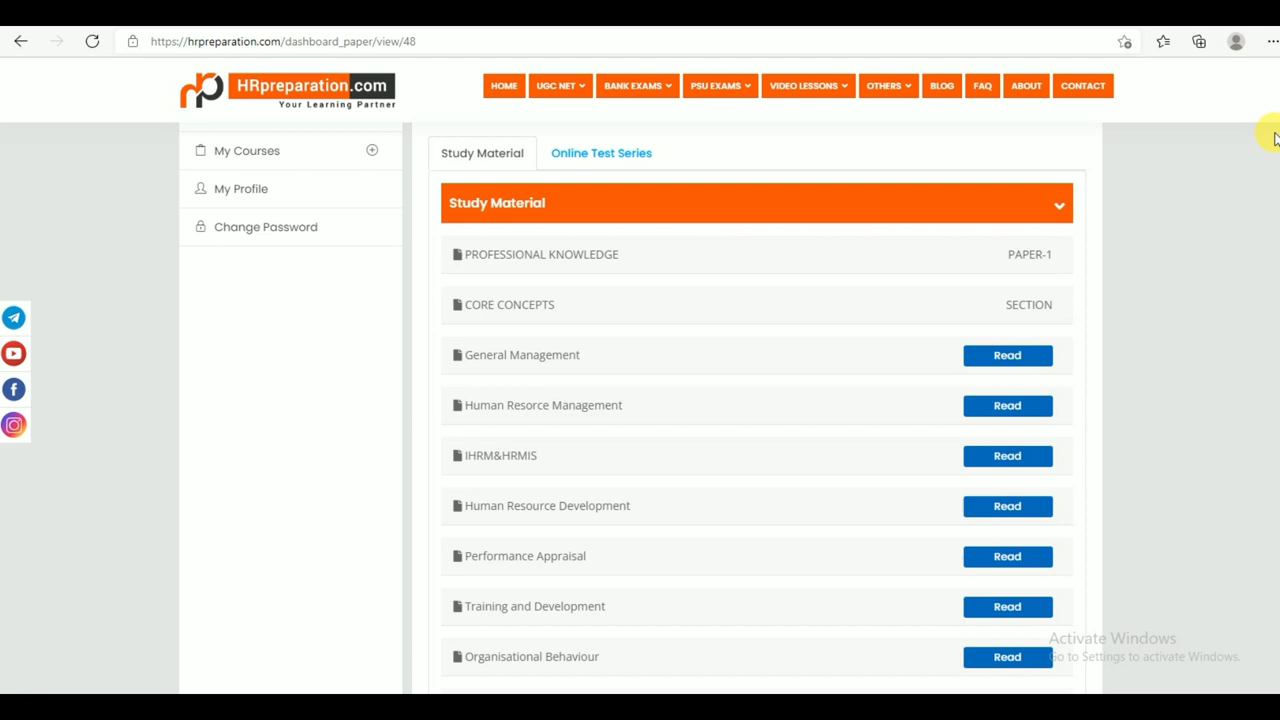 https://hrpreparation.com/dashboard_paper/view/48
HRpreparation.com
Your Learning Partner
HOME UGC NET BANK EXAMS PSU EXAMS VIDEO LESSONS OTHERS BLOG FAQ ABOUT CONTACT
My Courses
My Profile
Change Password
Study Material Online Test Series
Study Material
PROFESSIONAL KNOWLEDGE PAPER-1
CORE CONCEPTS SECTION
General Management Read
Human Resorce Management Read
IHRM&HRMIS Read
Human Resource Development Read
Performance Appraisal Read
Training and Development Read
Organisational Behaviour Read
Activate Windows
Go to Settings to activate Windows.